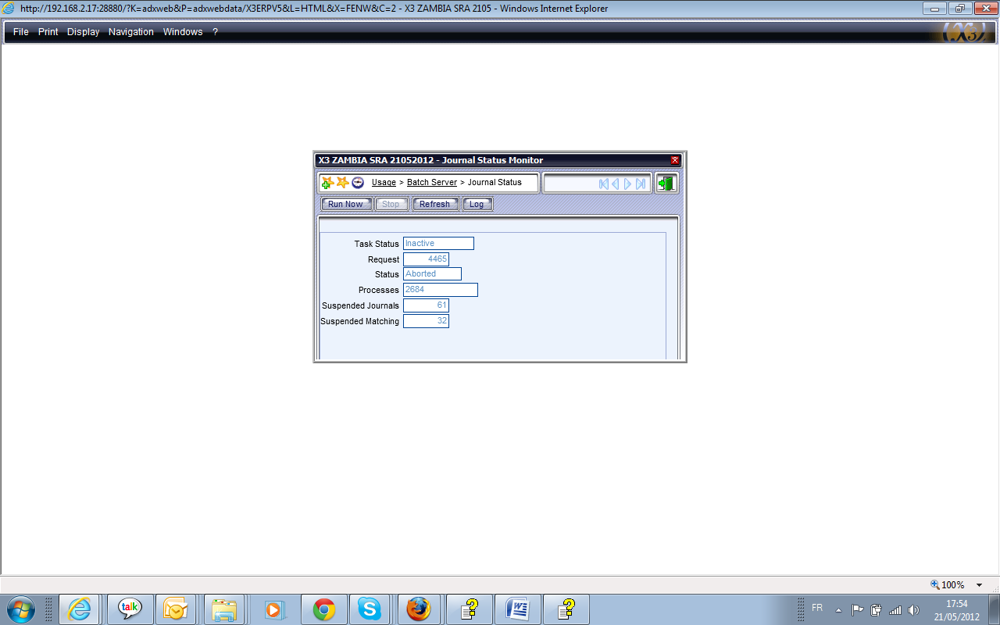 http://192.168.2.17:28880/?K=adxweb&P=adxwebdata/X3ERPV5&L=HTML&X=FENW&C=2 - X3 ZAMBIA SRA 2105 - Windows Internet Explorer
File Print Display Navigation Windows ?
X3
X3 ZAMBIA SRA 21052012 - Journal Status Monitor
Usage > Batch Server > Journal Status
Run Now Stop Refresh Log
Task Status Inactive
Request 4465
Status Aborted
Processes 2684
Suspended Journals 61
Suspended Matching 32
100%
talk
FR
17:54
21/05/2012